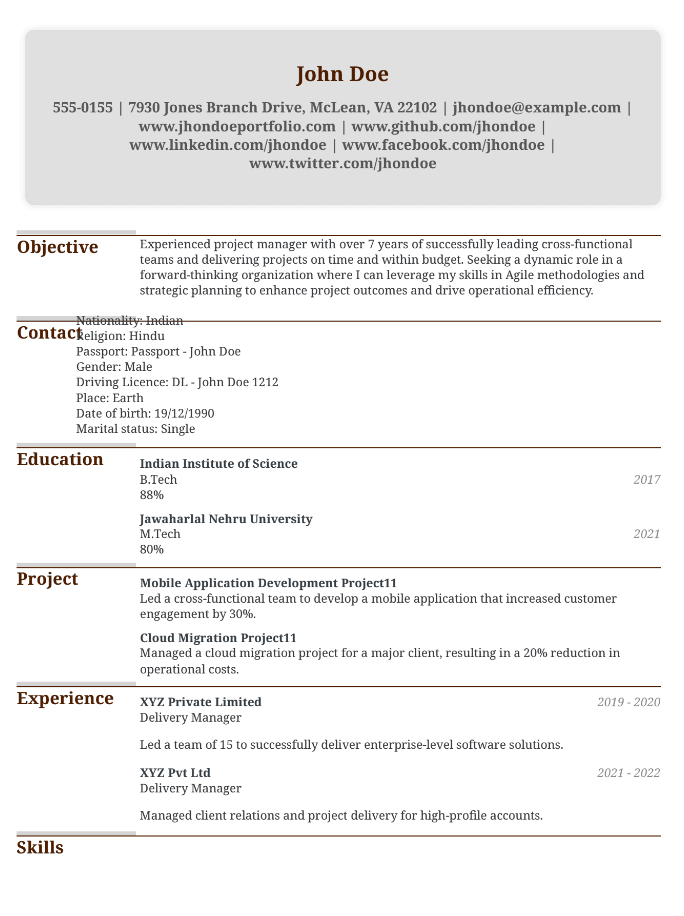 John Doe
555-0155 | 7930 Jones Branch Drive, McLean, VA 22102 | jhondoe@example.com |
www.jhondoeportfolio.com | www.github.com/jhondoe |
www.linkedin.com/jhondoe | www.facebook.com/jhondoe |
www.twitter.com/jhondoe
Objective
Experienced project manager with over 7 years of successfully leading cross-functional
teams and delivering projects on time and within budget. Seeking a dynamic role in a
forward-thinking organization where I can leverage my skills in Agile methodologies and
strategic planning to enhance project outcomes and drive operational efficiency.
Contact
Nationality: Indian
Religion: Hindu
Passport: Passport - John Doe
Gender: Male
Driving Licence: DL - John Doe 1212
Place: Earth
Date of birth: 19/12/1990
Marital status: Single
Education
Indian Institute of Science
B.Tech 2017
88%
Jawaharlal Nehru University
M.Tech 2021
80%
Project
Mobile Application Development Project11
Led a cross-functional team to develop a mobile application that increased customer
engagement by 30%.
Cloud Migration Project11
Managed a cloud migration project for a major client, resulting in a 20% reduction in
operational costs.
Experience
XYZ Private Limited 2019 - 2020
Delivery Manager
Led a team of 15 to successfully deliver enterprise-level software solutions.
XYZ Pvt Ltd 2021 - 2022
Delivery Manager
Managed client relations and project delivery for high-profile accounts.
Skills